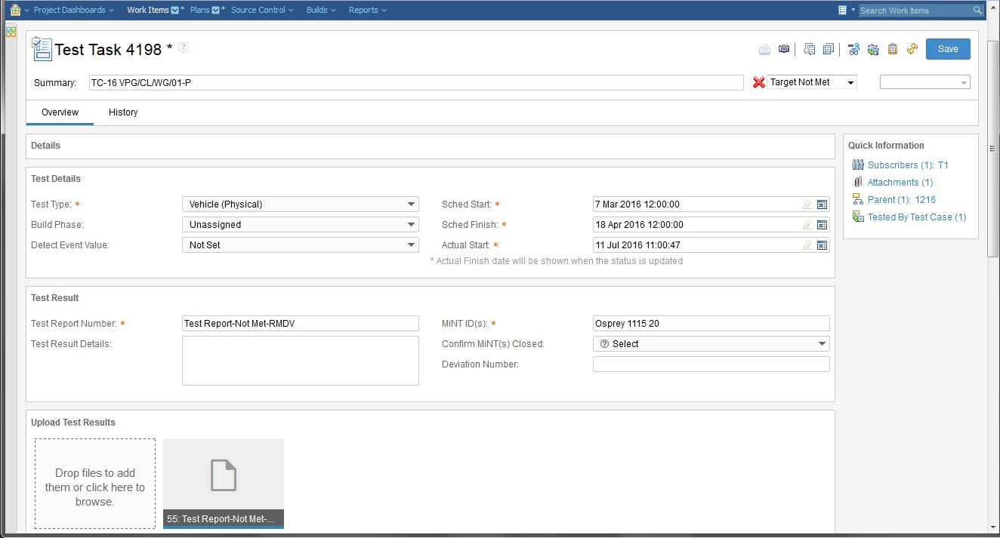 Project Dashboards Work Items * Plans * Source Control Builds Reports Search Work Items
Test Task 4198 * ?
Save
Summary: TC-16 VPG/CL/WG/01-P Target Not Met
Overview History
Details
Test Details
Test Type: * Vehicle (Physical) Sched Start: * 7 Mar 2016 12:00:00
Build Phase: Unassigned Sched Finish: * 18 Apr 2016 12:00:00
Detect Event Value: Not Set Actual Start: * 11 Jul 2016 11:00:47
* Actual Finish date will be shown when the status is updated
Test Result
Test Report Number: * Test Report-Not Met-RMDV MiNT ID(s): * Osprey 1115 20
Test Result Details: Confirm MiNT(s) Closed: ? Select
Deviation Number:
Upload Test Results
Drop files to add
them or click here to
browse.
55: Test Report-Not Met-...
Quick Information
Subscribers (1): T1
Attachments (1)
Parent (1): 1216
Tested By Test Case (1)